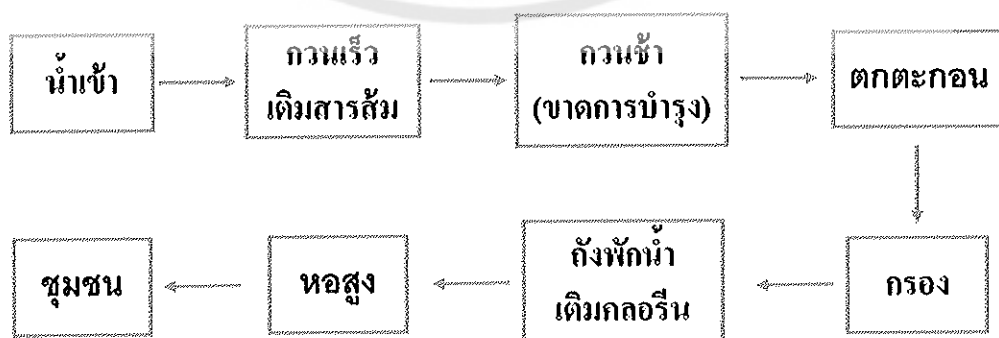 น้ำเข้า
กวนเร็ว
เติมสารส้ม
กวนช้า
(ขาดการบำรุง)
ตกตะกอน
ชุมชน
หอสูง
ถังพักน้ำ
เติมคลอรีน
กรอง